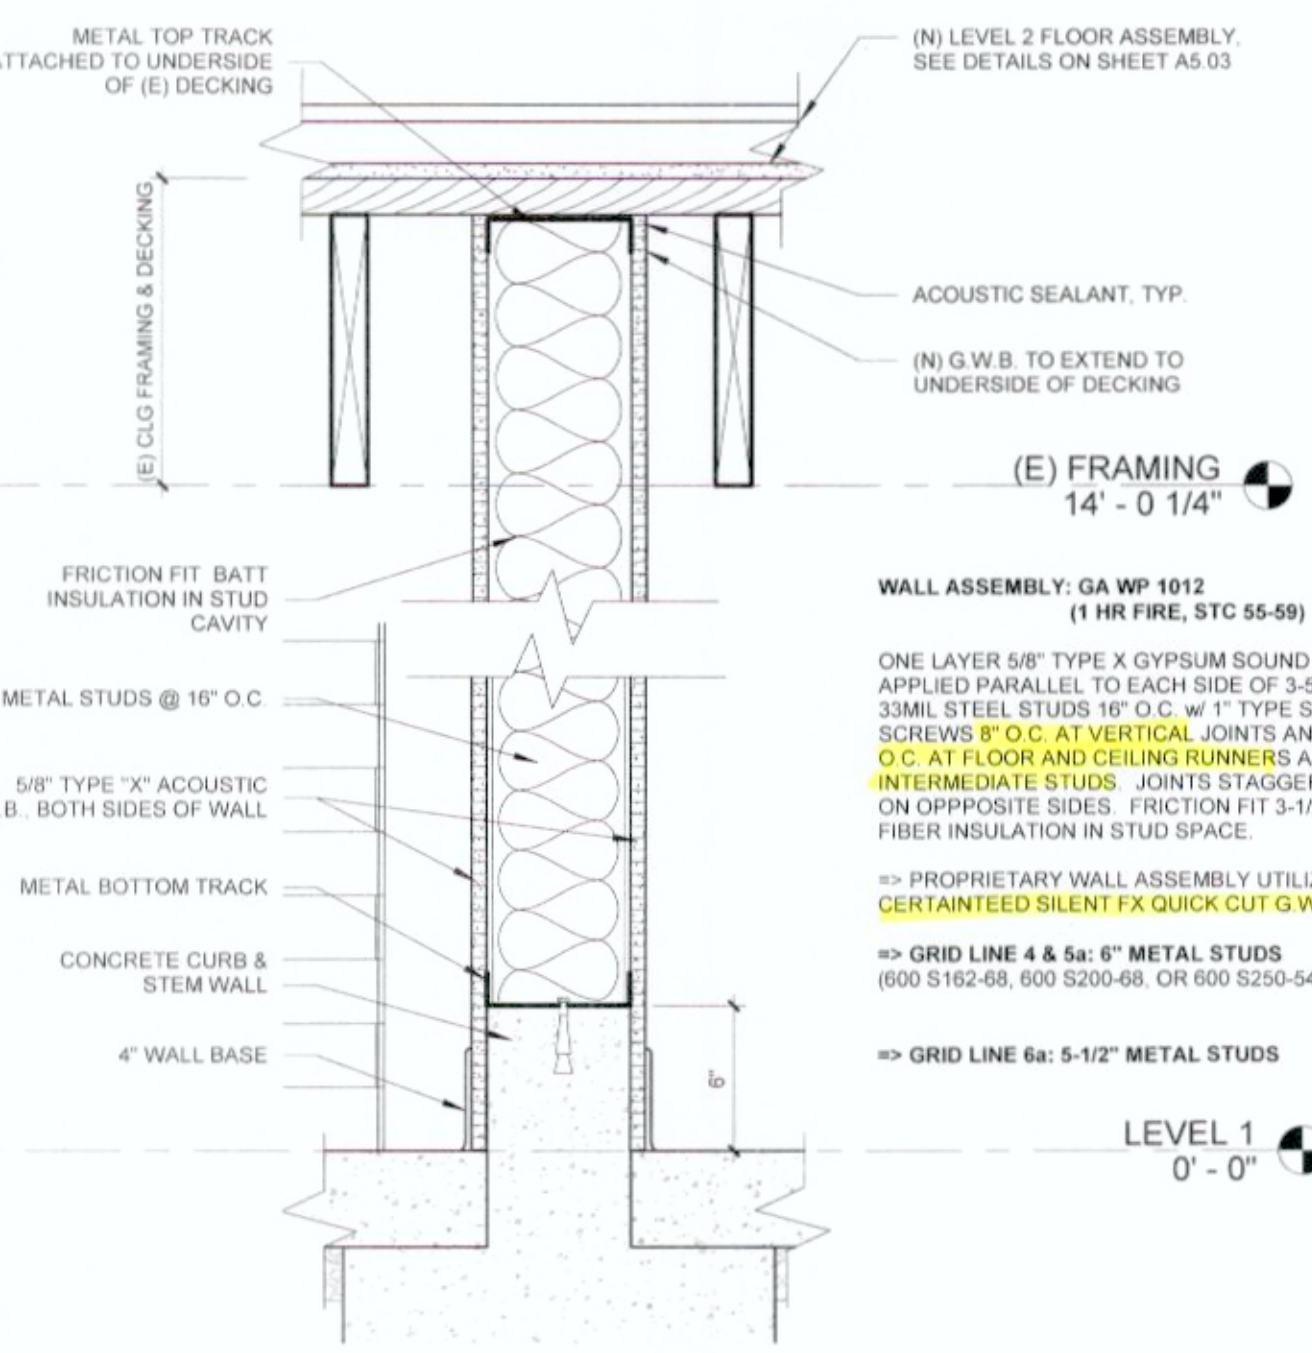 METAL TOP TRACK
ATTACHED TO UNDERSIDE
OF (E) DECKING
(N) LEVEL 2 FLOOR ASSEMBLY,
SEE DETAILS ON SHEET A5.03
(E) CLG FRAMING & DECKING
ACOUSTIC SEALANT, TYP.
(N) G.W.B. TO EXTEND TO
UNDERSIDE OF DECKING
(E) FRAMING
14' - 0 1/4"
FRICTION FIT BATT
INSULATION IN STUD
CAVITY
METAL STUDS @ 16" O.C.
5/8" TYPE "X" ACOUSTIC
.B., BOTH SIDES OF WALL
METAL BOTTOM TRACK
CONCRETE CURB &
STEM WALL
4" WALL BASE
6"
WALL ASSEMBLY: GA WP 1012
(1 HR FIRE, STC 55-59)
ONE LAYER 5/8" TYPE X GYPSUM SOUND
APPLIED PARALLEL TO EACH SIDE OF 3-5
33MIL STEEL STUDS 16" O.C. w/ 1" TYPE S
SCREWS 8" O.C. AT VERTICAL JOINTS AN
O.C. AT FLOOR AND CEILING RUNNERS A
INTERMEDIATE STUDS. JOINTS STAGGER
ON OPPPOSITE SIDES. FRICTION FIT 3-1/
FIBER INSULATION IN STUD SPACE.
=> PROPRIETARY WALL ASSEMBLY UTILIZ
CERTAINTEED SILENT FX QUICK CUT G.W
=> GRID LINE 4 & 5a: 6" METAL STUDS
(600 S162-68, 600 S200-68, OR 600 S250-54
=> GRID LINE 6a: 5-1/2" METAL STUDS
LEVEL 1
0' - 0"